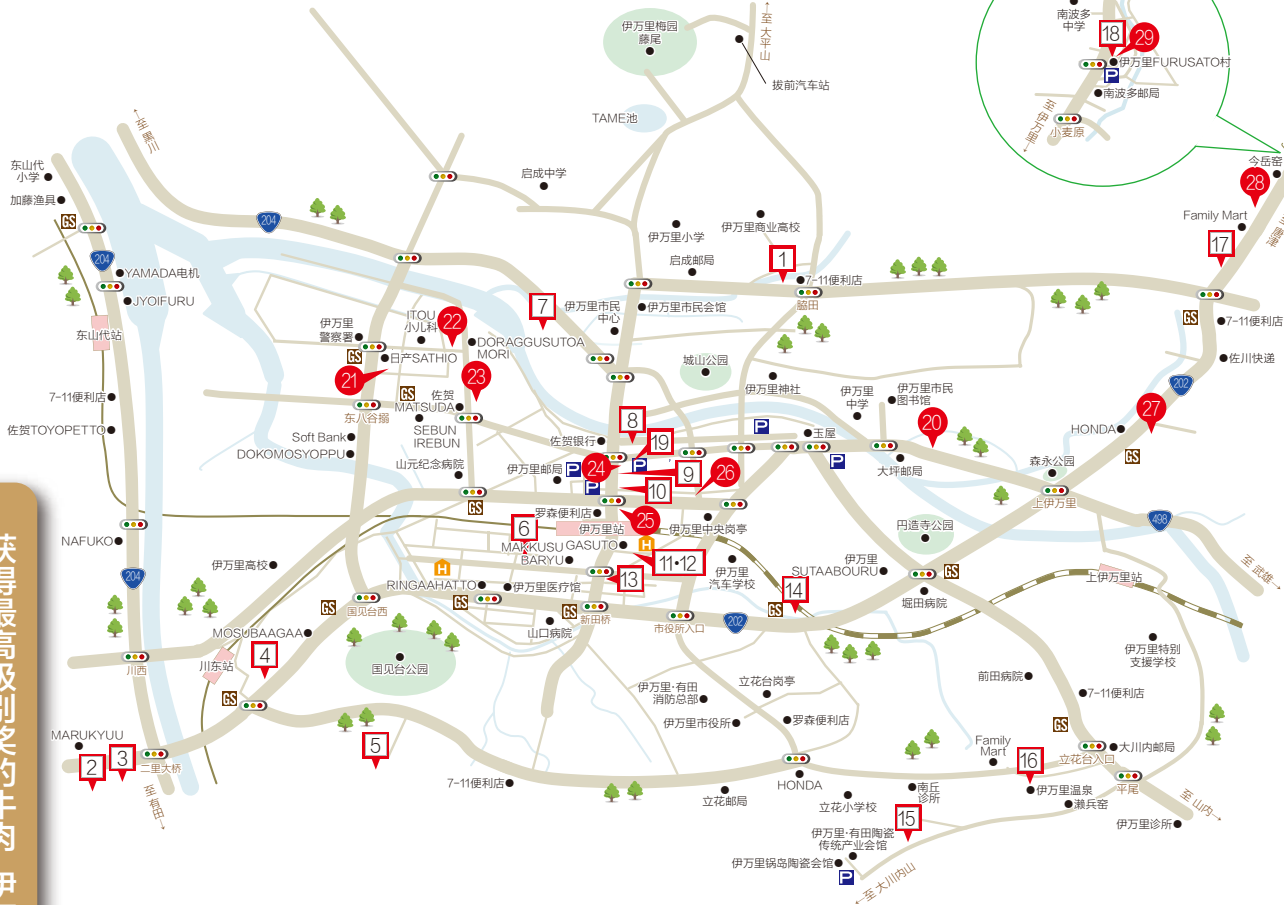 南波多
中学
18
29
伊万里FURUSATO村
P
南波多邮局
至伊万里→
小麦原
伊万里梅园
藤尾
←至 大平山
拔前汽车站
TAME池
←至 黑川
东山代
小学
加藤渔具
GS
204
204
YAMADA电机
JYOIFURU
东山代站
7-11便利店
佐贺TOYOPETTO
启成中学
伊万里小学
伊万里商业高校
启成邮局
1
7-11便利店
脇田
今岳窑
28
Family Mart
17
至 唐津
GS
7-11便利店
佐川快递
202
27
HONDA
GS
7
伊万里市民
中心
伊万里市民会馆
ITOU
小儿科
22
伊万里
警察署
DORAGGUSUTOA
MORI
GS
日产SATHIO
21
23
GS
佐贺
MATSUDA
东八谷搦
SEBUN
IREBUN
Soft Bank
DOKOMOSYOPPU
山元纪念病院
GS
城山公园
伊万里神社
伊万里
中学
伊万里市民
图书馆
20
8
19
P
玉屋
P
大坪邮局
佐贺银行
伊万里邮局
P
24
P
9
26
P
10
森永公园
上伊万里
498
至 武雄→
罗森便利店
25
伊万里站
伊万里中央岗亭
6
MAKKUSU
BARYU
GASUTO
H
11•12
伊万里
汽车学校
円造寺公园
伊万里
SUTAABOURU
GS
上伊万里站
堀田病院
NAFUKO
伊万里高校
204
H
RINGAAHATTO
伊万里医疗馆
13
14
GS
GS
国见台西
GS
GS
新田桥
市役所入口
202
山口病院
MOSUBAAGAA
4
川东站
川西
GS
国见台公园
伊万里特别
支援学校
前田病院
7-11便利店
立花台岗亭
伊万里·有田
消防总部
伊万里市役所
罗森便利店
GS
MARUKYUU
2
3
二里大桥
至 有田→
5
7-11便利店
立花邮局
HONDA
Family
Mart
16
立花台入口
大川内邮局
平尾
伊万里温泉
濑兵窑
至 山内→
伊万里诊所
立花小学校
南丘
诊所
15
伊万里·有田陶瓷
传统产业会馆
伊万里锅岛陶瓷会馆
P
←至 大川内山
获得最高级别奖的牛肉